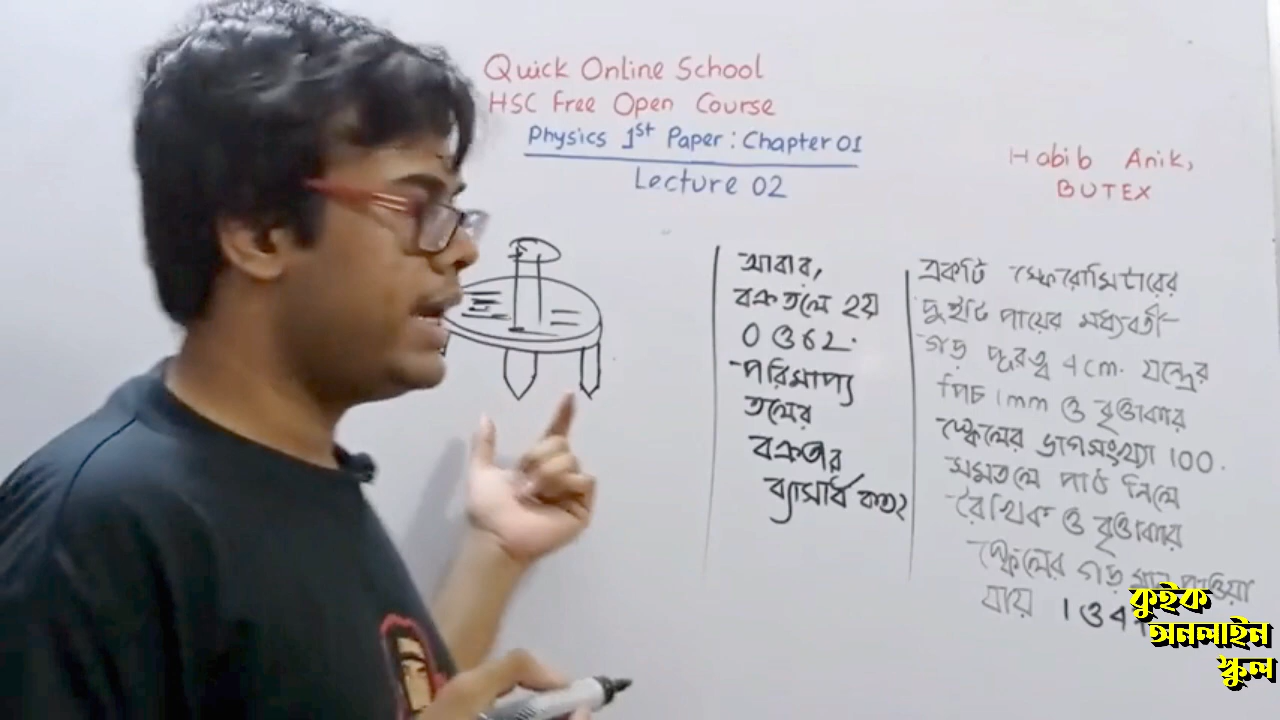 Quick Online School
HSC Free Open Course
Physics 1st Paper : Chapter 01
Lecture 02
Habib Anik,
BUTEX
আবার,
বক্রতলে হয়
0 ও 62.
পরিমাপ্য
তলের
বক্রতার
ব্যাসার্ধ কত?
একটি স্ফেরোমিটারের
দুইটি পায়ের মধ্যবর্তী
গড় দূরত্ব 4cm. যন্ত্রের
পিচ 1mm ও বৃত্তাকার
স্কেলের ভাগসংখ্যা 100.
সমতলে পাঠ নিলে
রৈখিক ও বৃত্তাকার
স্কেলের গড় মান পাওয়া
যায় 1 ও
কুইক
অনলাইন
স্কুল